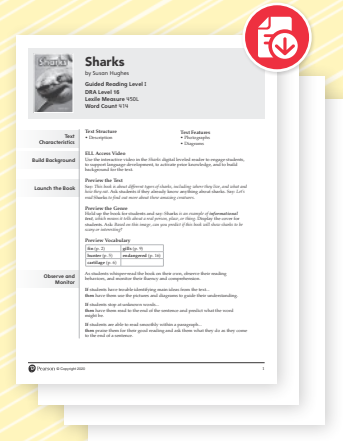 Sharks
Sharks
by Susan Hughes
Guided Reading Level I
DRA Level 16
Lexile Measure 450L
Word Count 414
Text
Characteristics
Text Structure
• Description
Text Features
• Photographs
• Diagrams
Build Background
ELL Access Video
Use the interactive video in the Sharks digital leveled reader to engage students,
to support language development, to activate prior knowledge, and to build
background for the text.
Launch the Book
Preview the Text
Say: This book is about different types of sharks, including where they live, and what and
how they eat. Ask students if they already know anything about sharks. Say: Let's
read Sharks to find out more about these amazing creatures.
Preview the Genre
Hold up the book for students and say: Sharks is an example of informational
text, which means it tells about a real person, place, or thing. Display the cover for
students. Ask: Based on this image, can you predict if this book will show sharks to be
scary or interesting?
Preview Vocabulary
fin (p. 2) gills (p. 9)
hunter (p. 5) endangered (p. 16)
cartilage (p. 6)
Observe and
Monitor
As students whisper-read the book on their own, observe their reading
behaviors, and monitor their fluency and comprehension.
If students have trouble identifying main ideas from the text...
then have them use the pictures and diagrams to guide their understanding.
If students stop at unknown words...
then have them read to the end of the sentence and predict what the word
might be.
If students are able to read smoothly within a paragraph...
then praise them for their good reading and ask them what they do as they come
to the end of a sentence.
Pearson © Copyright 2020
1